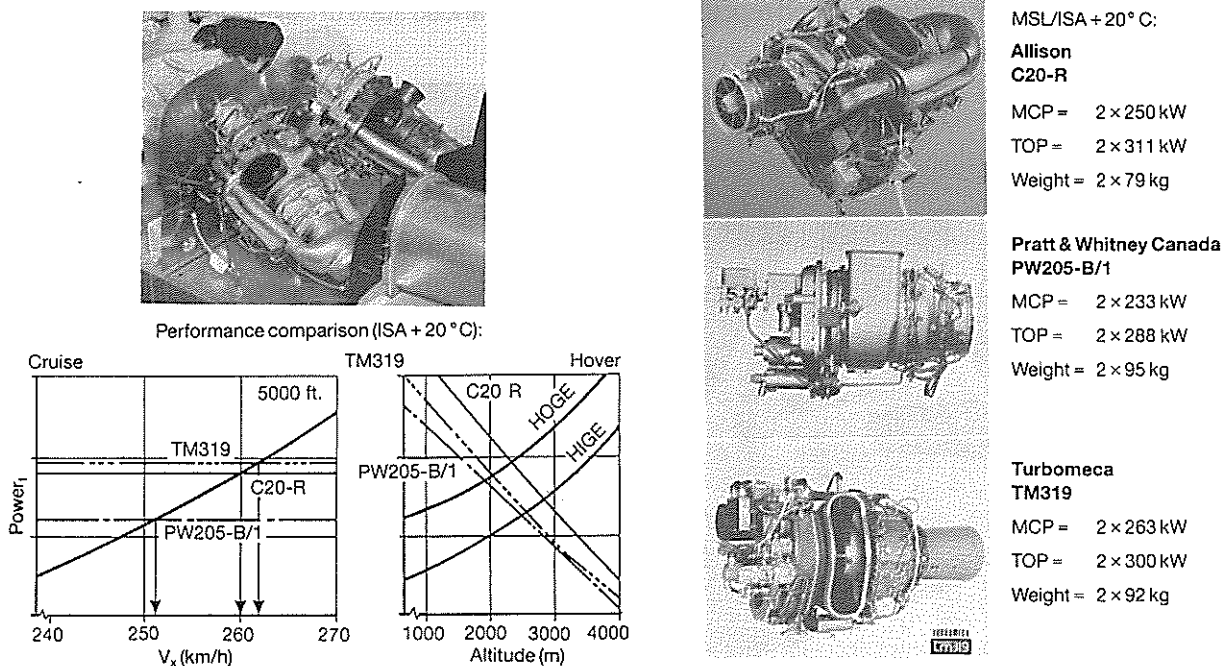 Performance comparison (ISA + 20 °C):
Cruise
5000 ft.
TM319
C20-R
PW205-B/1
Power
240
250
260
270
Vx (km/h)
TM319
Hover
C20 R
HOGE
HIGE
PW205-B/1
1000
2000
3000
4000
Altitude (m)
MSL/ISA + 20° C:
Allison
C20-R
MCP = 2 × 250 kW
TOP = 2 × 311 kW
Weight = 2 × 79 kg
Pratt & Whitney Canada
PW205-B/1
MCP = 2 × 233 kW
TOP = 2 × 288 kW
Weight = 2 × 95 kg
Turbomeca
TM319
MCP = 2 × 263 kW
TOP = 2 × 300 kW
Weight = 2 × 92 kg
tm319